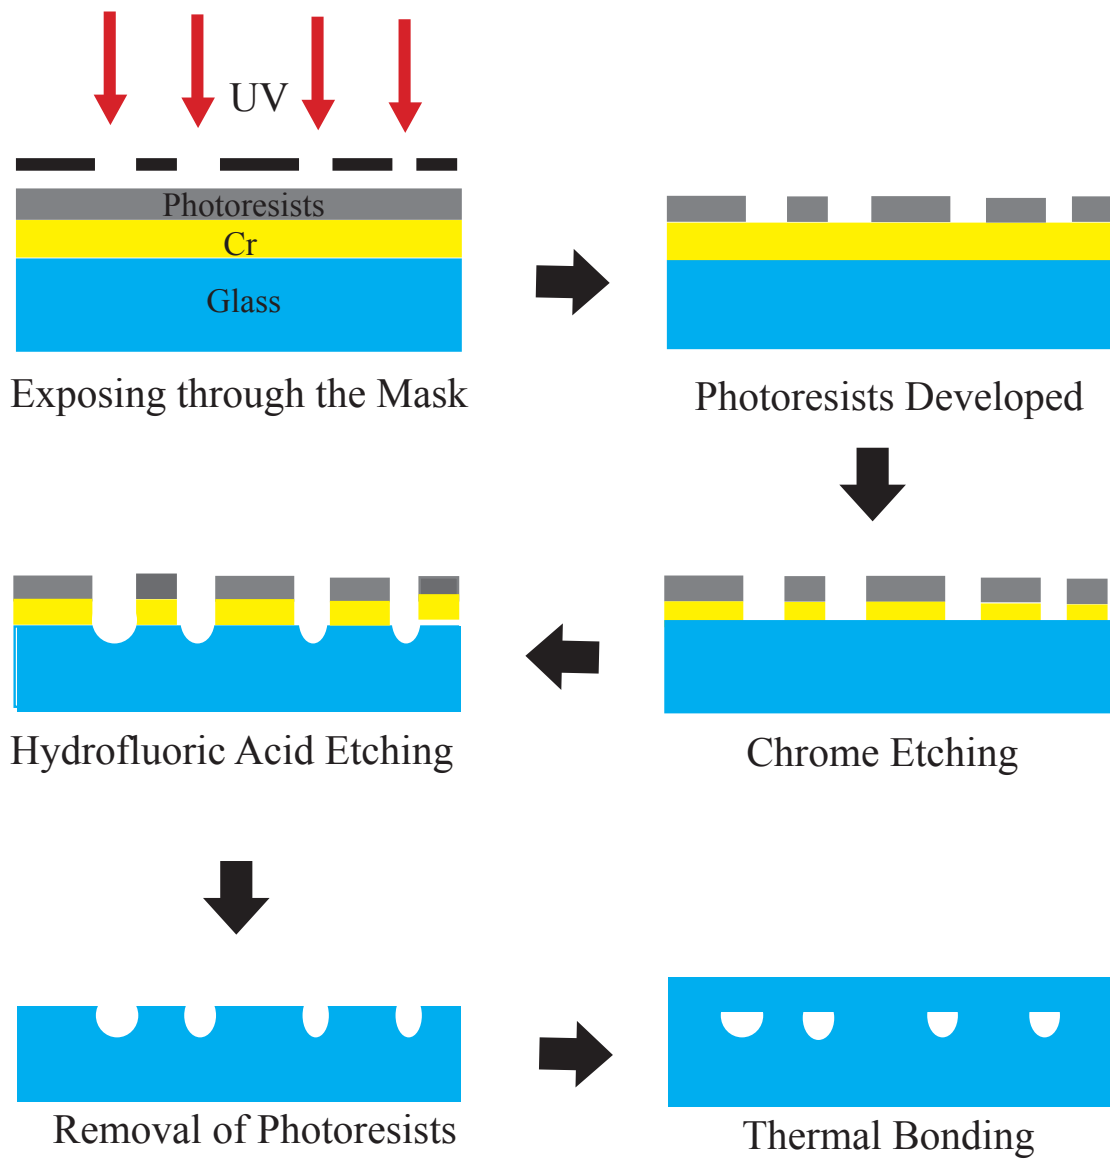 UV
Photoresists
Cr
Glass
Exposing through the Mask
Photoresists Developed
Hydrofluoric Acid Etching
Chrome Etching
Removal of Photoresists
Thermal Bonding